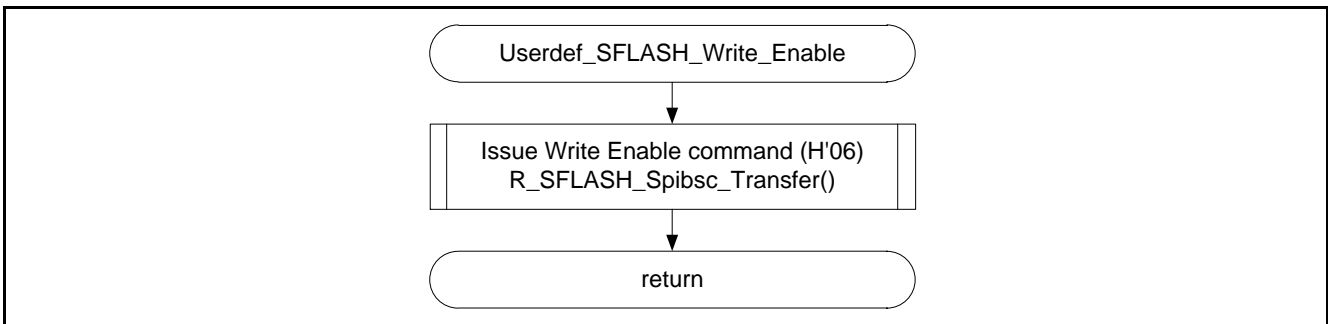 Userdef_SFLASH_Write_Enable
Issue Write Enable command (H'06)
R_SFLASH_Spibsc_Transfer()
return